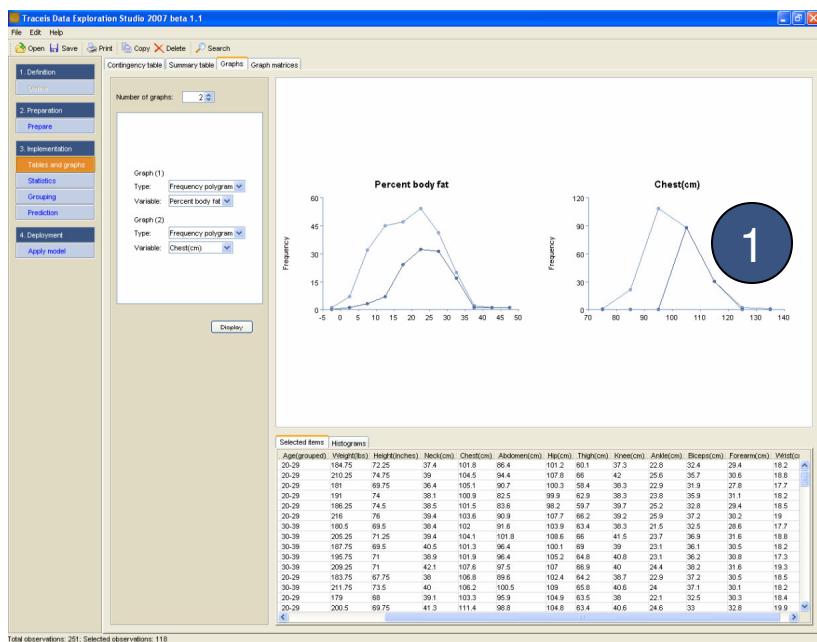 Traceis Data Exploration Studio 2007 beta 1.1
File Edit Help
Open Save Print Copy Delete Search
1. Definition
2. Preparation
Prepare
3. Implementation
Tables and graphs
Statistics
Grouping
Prediction
4. Deployment
Apply model
Contingency table Summary table Graphs Graph matrices
Number of graphs: 2
Graph (1)
Type: Frequency polygram
Variable: Percent body fat
Graph (2)
Type: Frequency polygram
Variable: Chest(cm)
Display
Percent body fat
Frequency
60
45
30
15
0
-5 0 5 10 15 20 25 30 35 40 45 50
Chest(cm)
Frequency
120
90
60
30
0
70 80 90 100 110 120 130 140
1
Selected items Histograms
Age(grouped) Weight(lbs) Height(inches) Neck(cm) Chest(cm) Abdomen(cm) Hip(cm) Thigh(cm) Knee(cm) Ankle(cm) Biceps(cm) Forearm(cm) Wrist(c
20-29 184.75 72.25 37.4 101.8 86.4 101.2 60.1 37.3 22.8 32.4 29.4 18.2
20-29 210.25 74.75 39 104.5 94.4 107.8 66 42 25.6 35.7 30.6 18.8
20-29 181 69.75 36.4 105.1 90.7 100.3 58.4 38.3 22.9 31.9 27.8 17.7
20-29 191 74 38.1 100.9 82.5 99.9 62.9 38.3 23.8 35.9 31.1 18.2
20-29 186.25 74.5 38.5 101.5 83.6 98.2 59.7 39.7 25.2 32.8 29.4 18.5
20-29 216 76 39.4 103.6 90.9 107.7 66.2 39.2 25.9 37.2 30.2 19
30-39 180.5 69.5 38.4 102 91.6 103.9 63.4 38.3 21.5 32.5 28.6 17.7
30-39 205.25 71.25 39.4 104.1 101.8 108.6 66 41.5 23.7 36.9 31.6 18.8
30-39 187.75 69.5 40.5 101.3 96.4 100.1 69 39 23.1 36.1 30.5 18.2
30-39 195.75 71 38.9 101.9 96.4 105.2 64.8 40.8 23.1 36.2 30.8 17.3
30-39 209.25 71 42.1 107.6 97.5 107 66.9 40 24.4 38.2 31.6 19.3
20-29 183.75 67.75 38 106.8 89.6 102.4 64.2 38.7 22.9 37.2 30.5 18.5
30-39 211.75 73.5 40 106.2 100.5 109 65.8 40.6 24 37.1 30.1 18.2
20-29 179 68 39.1 103.3 95.9 104.9 63.5 38 22.1 32.5 30.3 18.4
20-29 200.5 69.75 41.3 111.4 98.8 104.8 63.4 40.6 24.6 33 32.8 19.9
Total observations: 251; Selected observations: 118